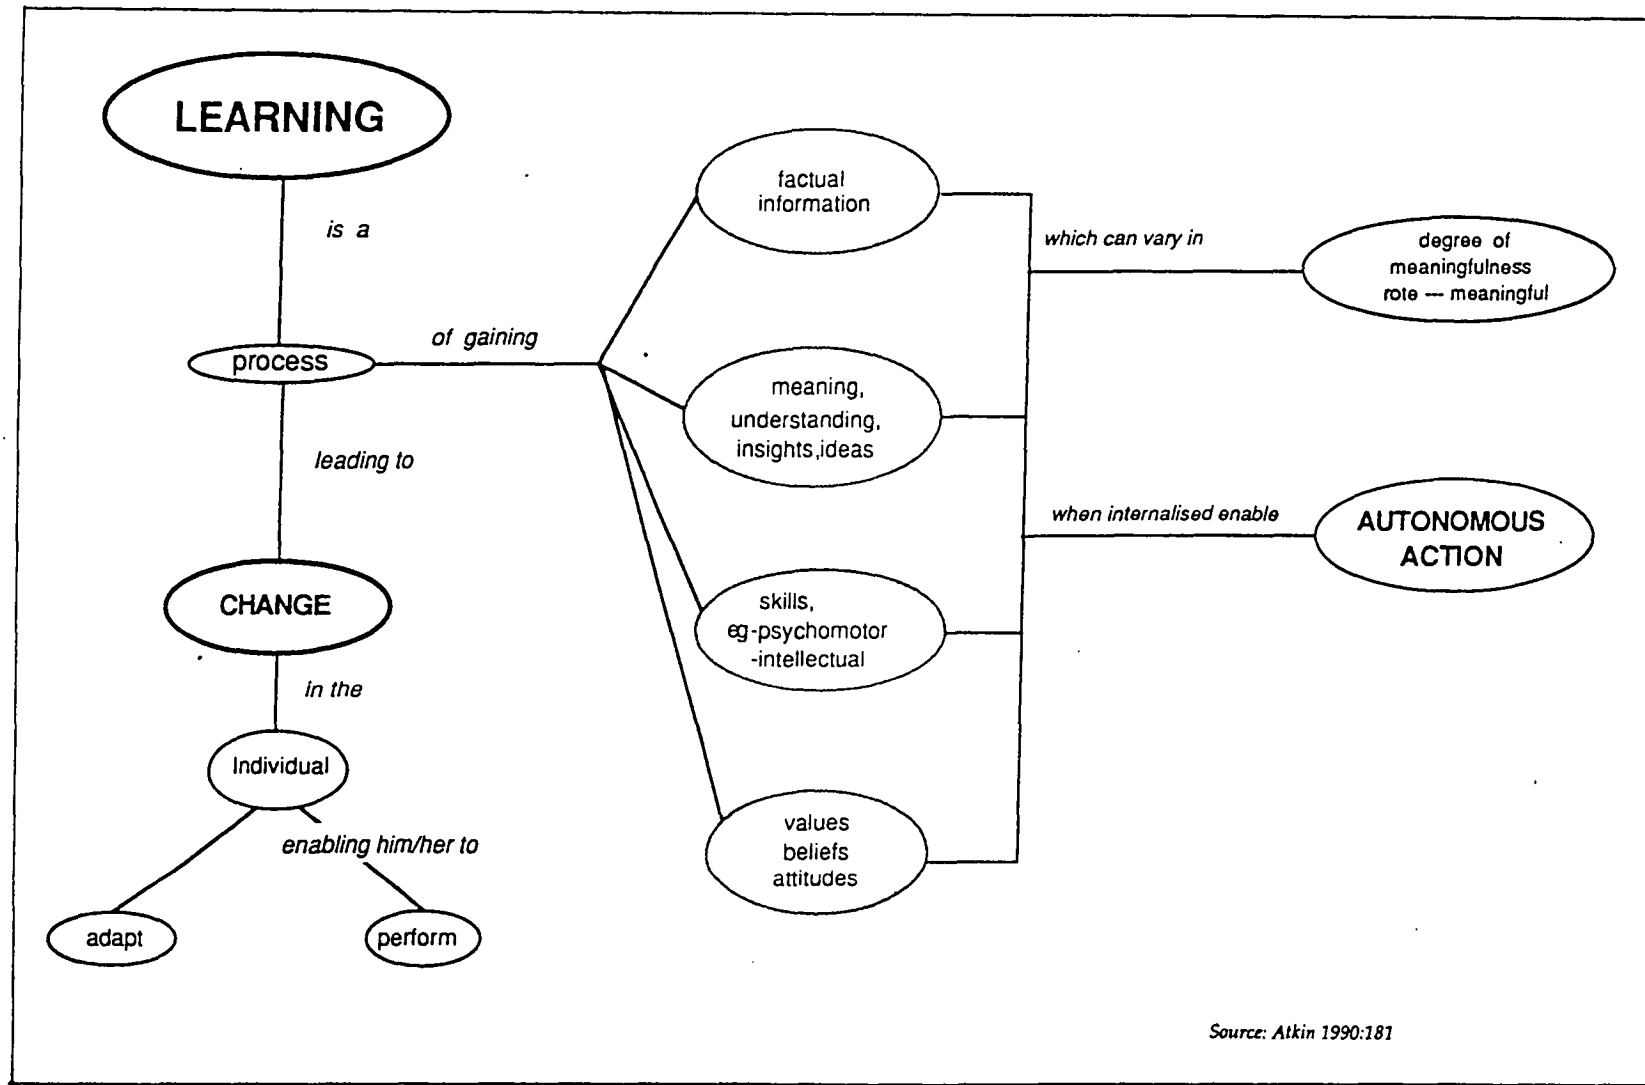 LEARNING
is a
process
of gaining
leading to
CHANGE
in the
Individual
enabling him/her to
adapt
perform
factual
information
meaning,
understanding,
insights,ideas
skills,
eg-psychomotor
-intellectual
values
beliefs
attitudes
which can vary in
degree of
meaningfulness
rote — meaningful
when internalised enable
AUTONOMOUS
ACTION
Source: Atkin 1990:181